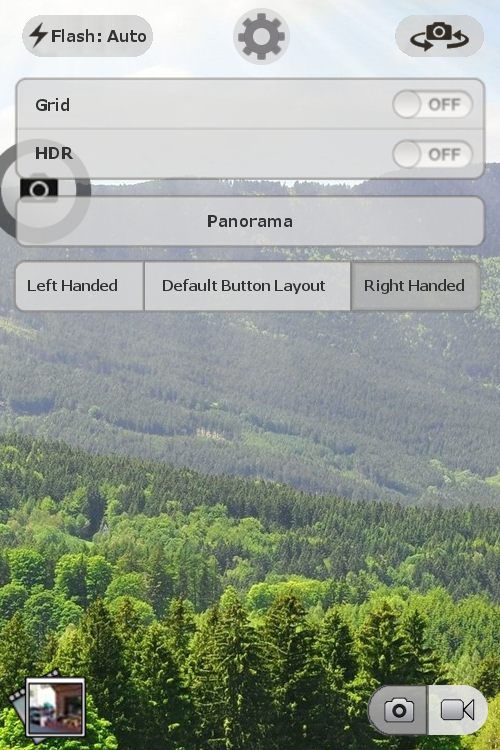 Flash: Auto
Grid OFF
HDR OFF
Panorama
Left Handed Default Button Layout Right Handed